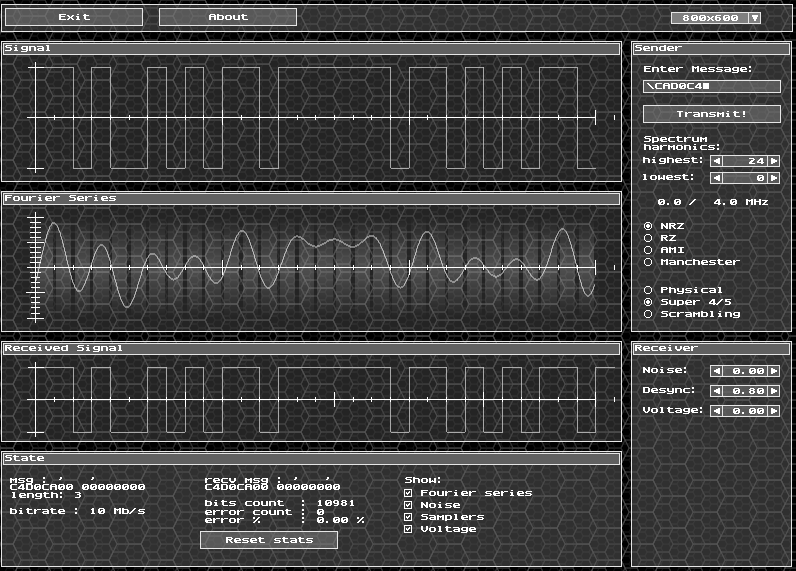 Exit
About
800x600
Signal
Fourier Series
Received Signal
State
msg : ' '
C4D0CA00 00000000
length: 3
bitrate : 10 Mb/s
recv msg : ' '
C4D0CA00 00000000
bits count : 10981
error count : 0
error % : 0.00 %
Reset stats
Show:
Fourier series
Noise
Samplers
Voltage
Sender
Enter Message:
\CAD0C4
Transmit!
Spectrum
harmonics:
highest: 24
lowest: 0
0.0 / 4.0 MHz
NRZ
RZ
AMI
Manchester
Physical
Super 4/5
Scrambling
Receiver
Noise: 0.00
Desync: 0.80
Voltage: 0.00